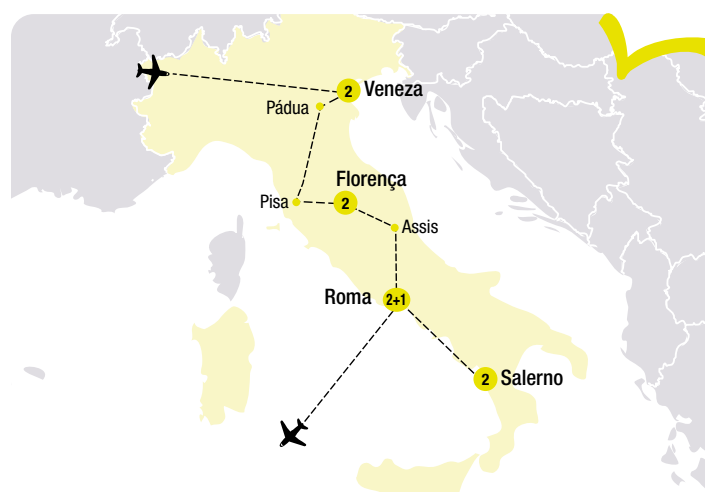 2 Veneza
Pádua
Florença
Pisa
2
Assis
Roma 2+1
2 Salerno